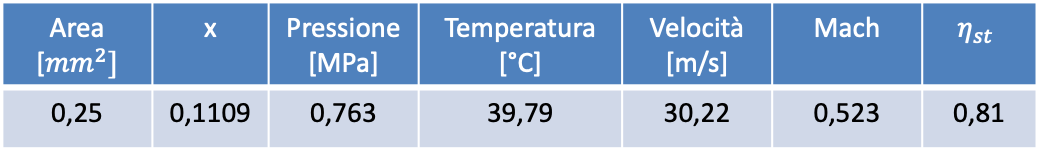 Area [mm²] x Pressione [MPa] Temperatura [°C] Velocità [m/s] Mach η_st
0,25 0,1109 0,763 39,79 30,22 0,523 0,81